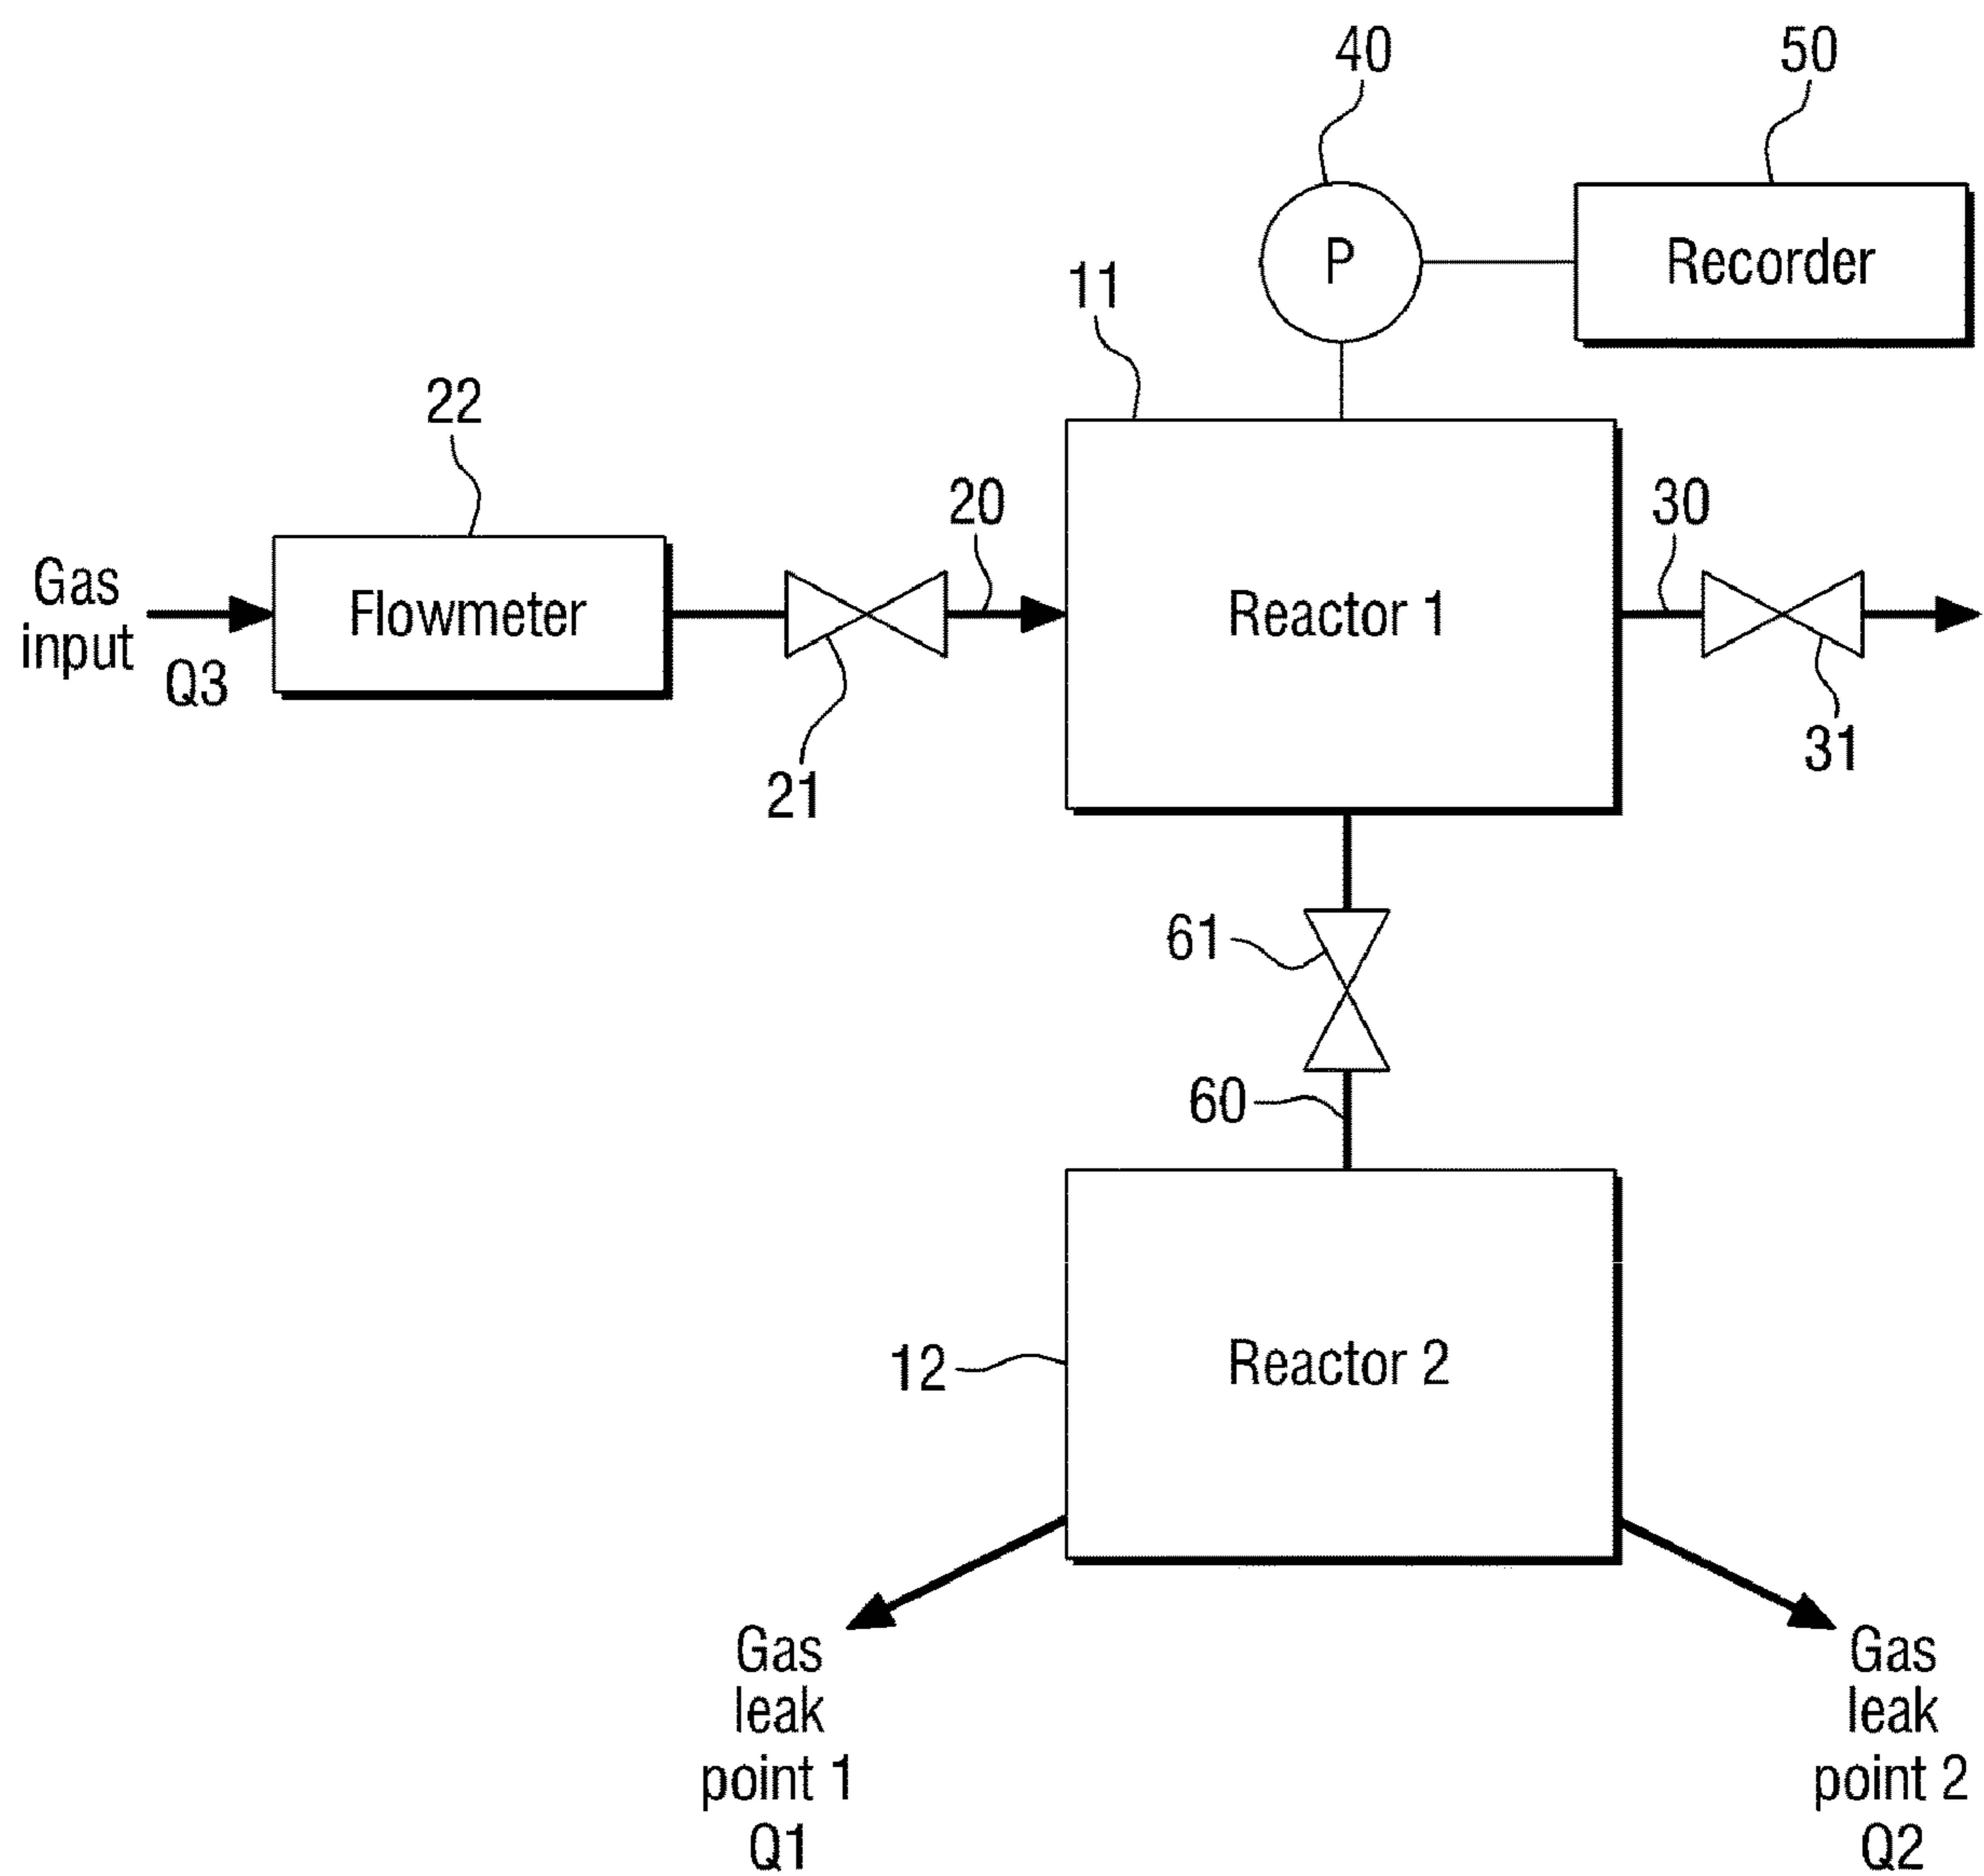 40
50
P
Recorder
11
22
20
30
Gas
input
Q3
Flowmeter
Reactor 1
21
31
61
60
12
Reactor 2
Gas
leak
point 1
Q1
Gas
leak
point 2
Q2